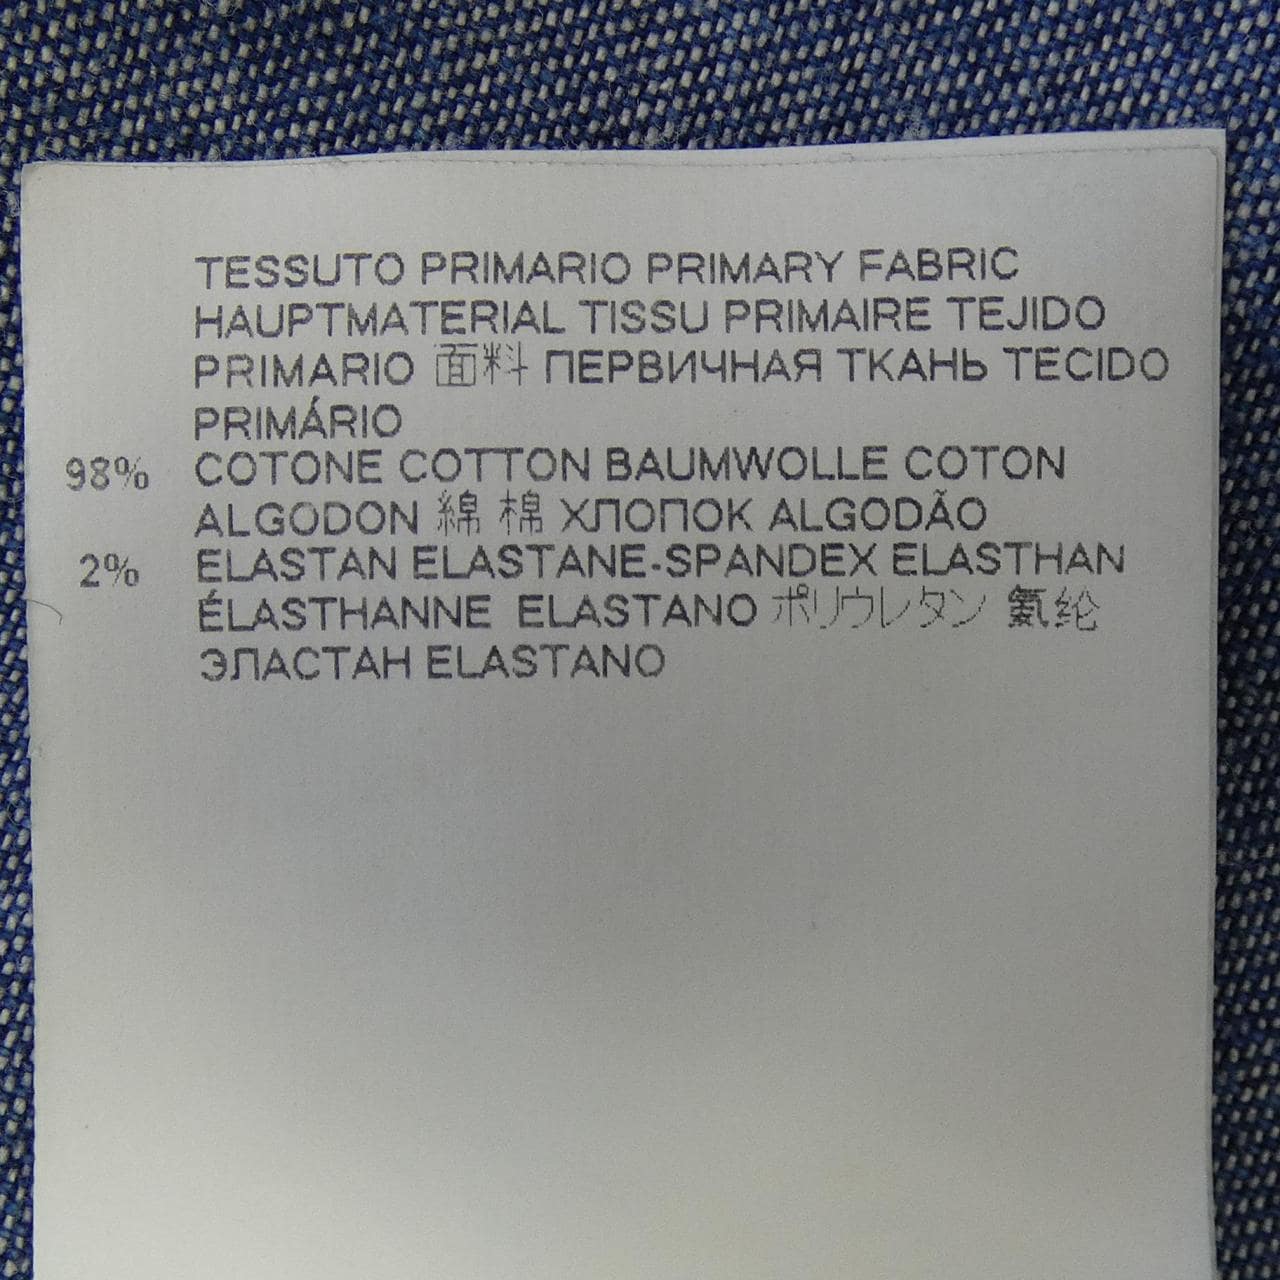 TESSUTO PRIMARIO PRIMARY FABRIC
HAUPTMATERIAL TISSU PRIMAIRE TEJIDO
PRIMARIO 面料 ПЕРВИЧНАЯ ТКАНЬ TECIDO
PRIMÁRIO
98% COTONE COTTON BAUMWOLLE COTON
ALGODON 綿 棉 ХЛОПОК ALGODÃO
2% ELASTAN ELASTANE-SPANDEX ELASTHAN
ÉLASTHANNE ELASTANO ポリウレタン 氨纶
ЭЛАСТАН ELASTANO